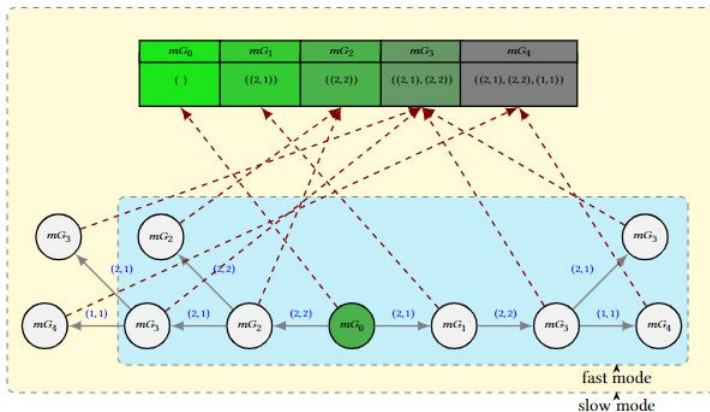 mG₀ mG₁ mG₂ mG₃ mG₄
( ) ((2,1)) ((2,2)) ((2,1),(2,2)) ((2,1),(2,2),(1,1))
mG₃ mG₂ mG₃
(2,1) (2,2) (2,1)
(1,1) (2,1) (2,2) (2,1) (2,2) (1,1)
mG₄ mG₃ mG₂ mG₀ mG₁ mG₃ mG₄
fast mode
slow mode